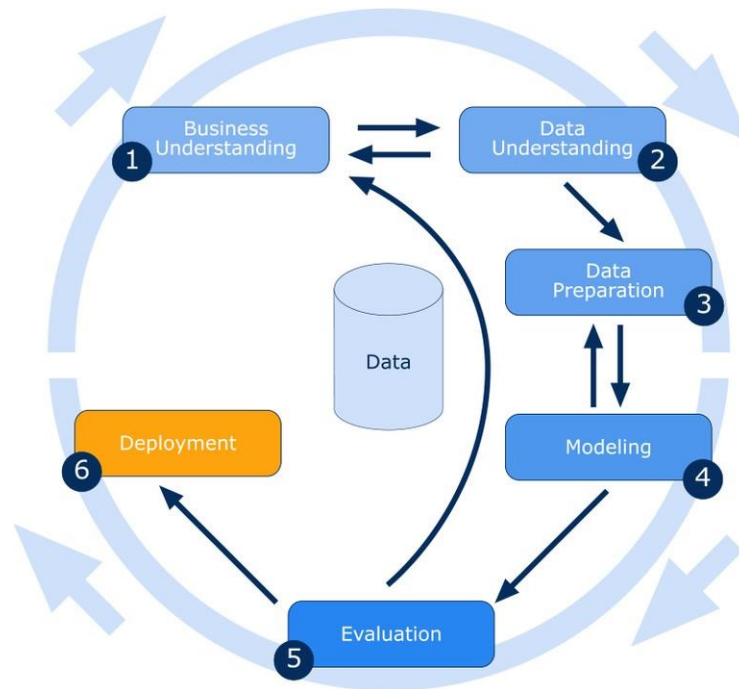 Business
Understanding
1
Data
Understanding
2
Data
Preparation
3
Data
Deployment
6
Modeling
4
Evaluation
5